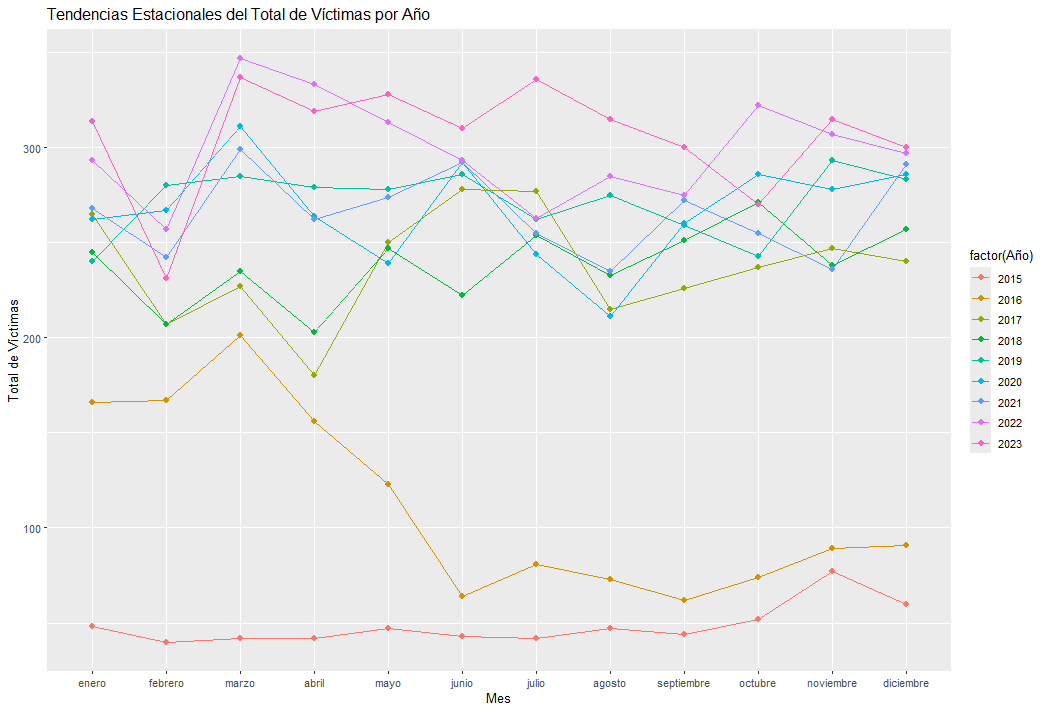 Tendencias Estacionales del Total de Víctimas por Año
Total de Víctimas
300
200
100
enero febrero marzo abril mayo junio julio agosto septiembre octubre noviembre diciembre
Mes
factor(Año)
2015
2016
2017
2018
2019
2020
2021
2022
2023